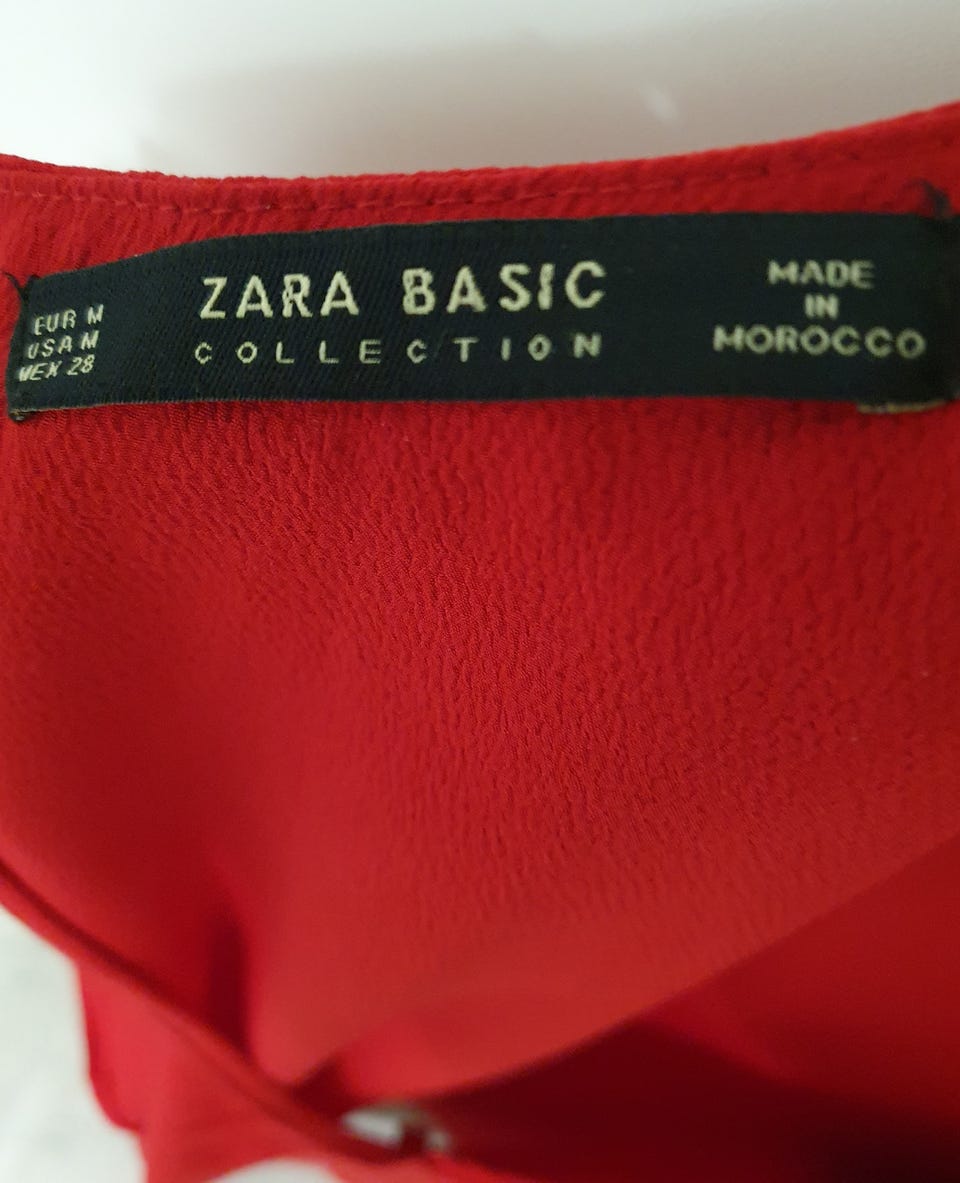 EUR M
USA M
MEX 28
ZARA BASIC
COLLECTION
MADE
IN
MOROCCO